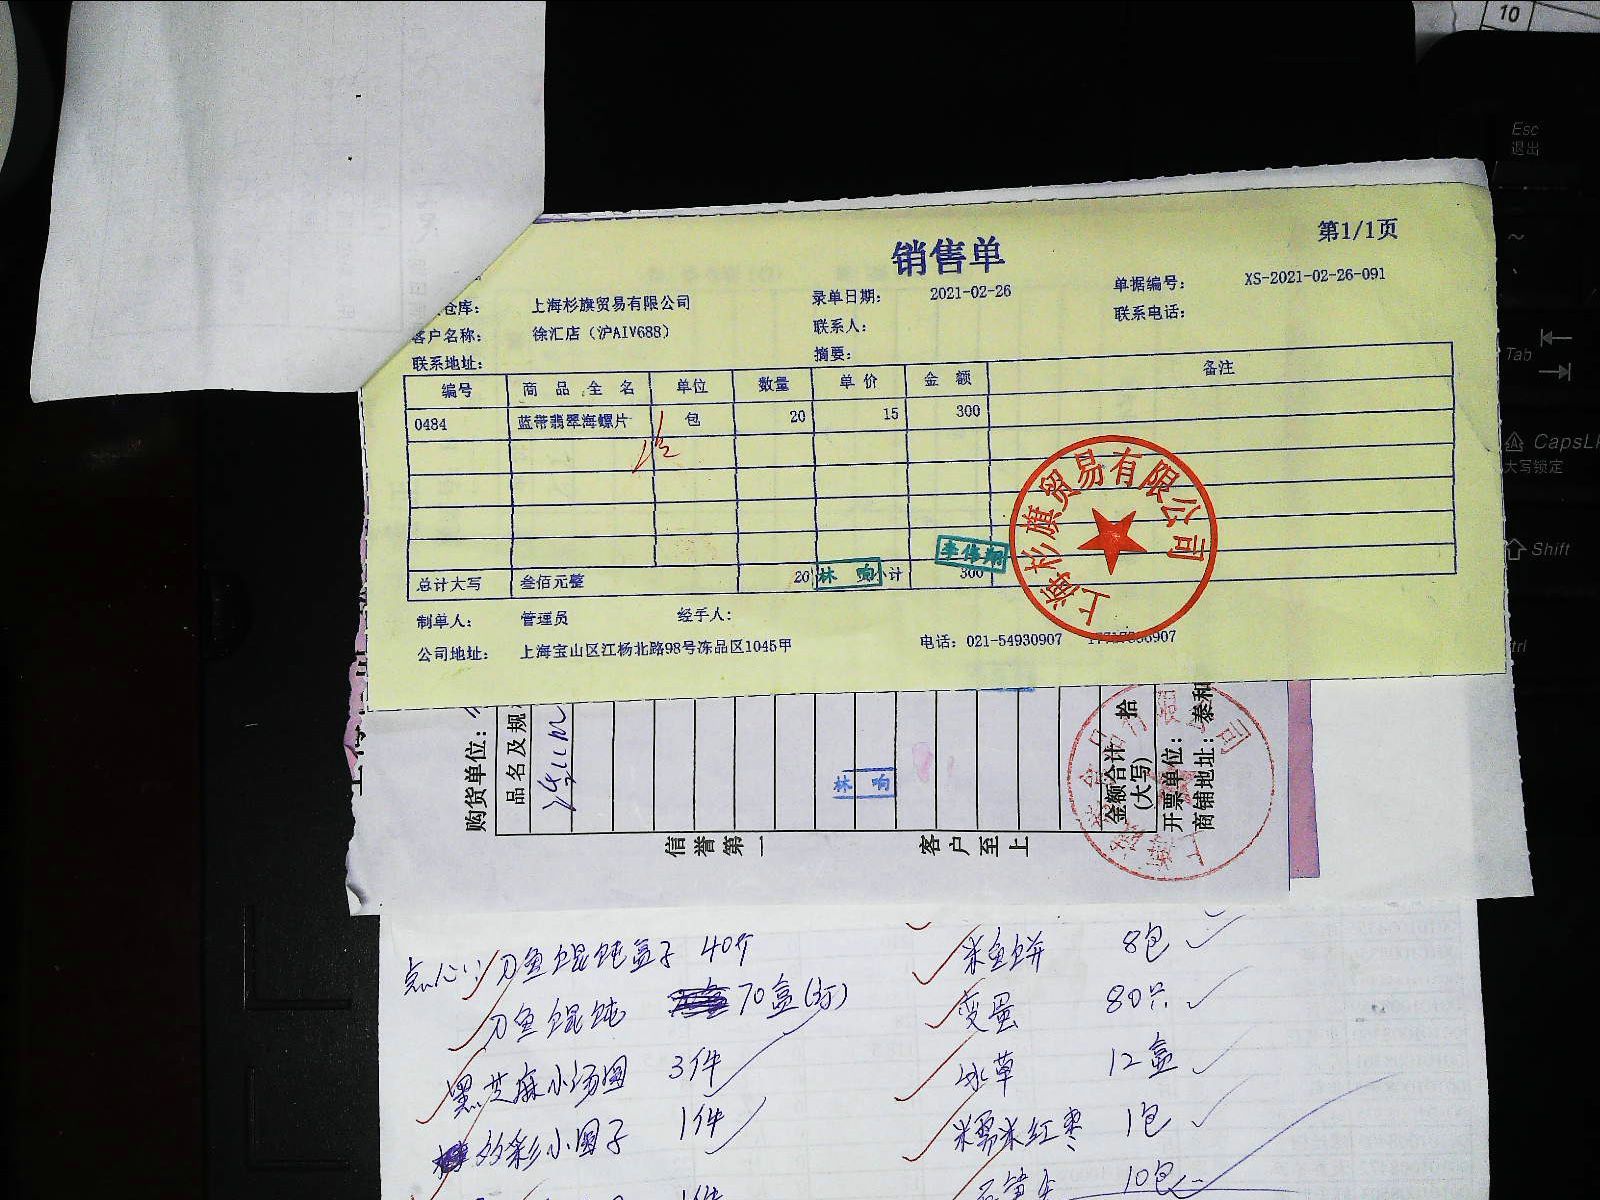 10
Esc
退出
~
Tab
CapsL
大写锁定
Shift
trl
销售单
第1/1页
仓库: 上海杉旗贸易有限公司 录单日期: 2021-02-26 单据编号: XS-2021-02-26-091
客户名称: 徐汇店(沪AIV688) 联系人: 联系电话:
联系地址: 摘要:
编号 商品全名 单位 数量 单价 金额 备注
0484 蓝带翡翠海螺片 包 20 15 300
总计大写 叁佰元整 20 小计 300
林
上海杉旗贸易有限公司
制单人: 管理员 经手人:
公司地址: 上海宝山区江杨北路98号冻品区1045甲 电话: 021-54930907
购货单位:
品名及规
信誉第一 客户至上
金额合计(大写) 拾
开票单位:
商铺地址: 泰和
点心: 刀鱼馄饨盒子 40个 米鱼饼 8包
刀鱼馄饨 70盒(订) 变蛋 80只
黑芝麻小汤圆 3件 冰草 12盒
多彩小圆子 1件 糯米红枣 1包
1件 10包